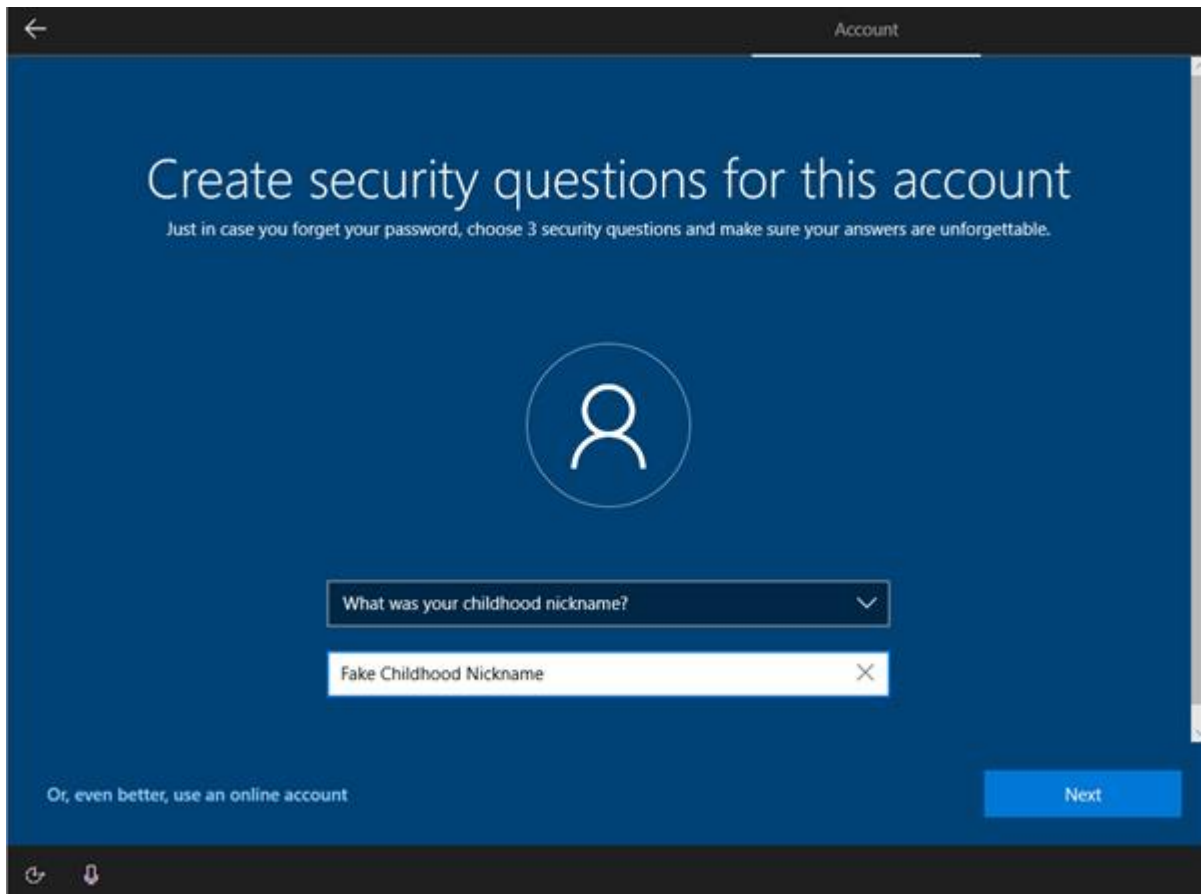 Account
Create security questions for this account
Just in case you forget your password, choose 3 security questions and make sure your answers are unforgettable.
What was your childhood nickname?
Fake Childhood Nickname
Or, even better, use an online account
Next